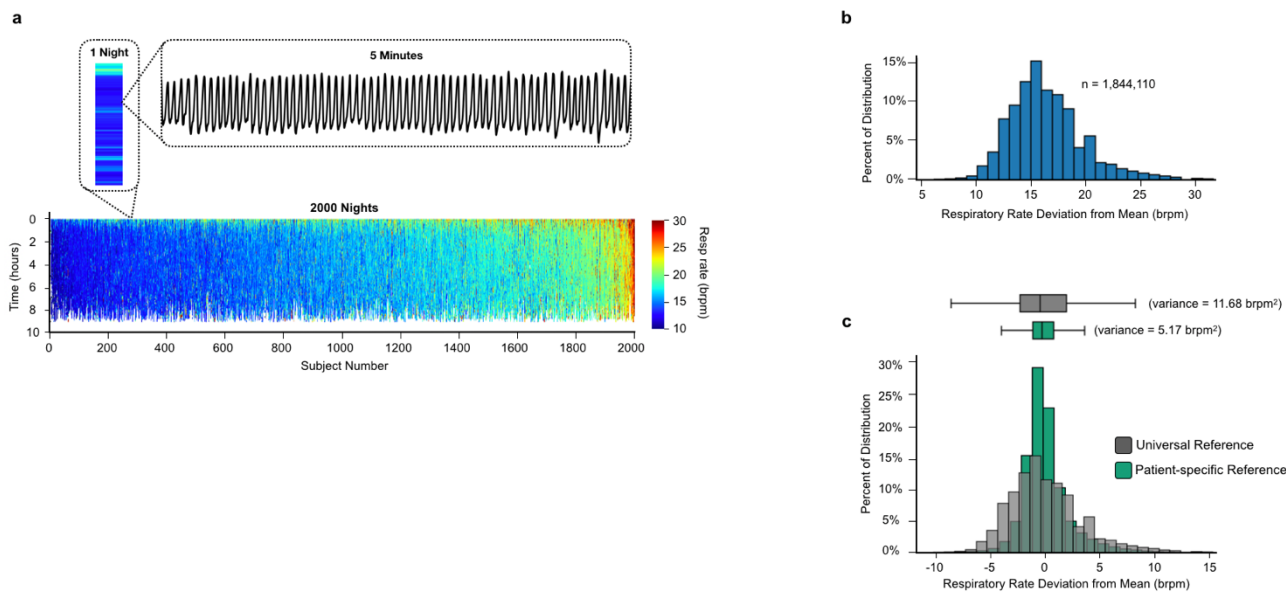 a
1 Night
5 Minutes
2000 Nights
Time (hours)
0
2
4
6
8
10
0
200
400
600
800
1000
1200
1400
1600
1800
2000
Subject Number
30
25
20
15
10
Resp rate (brpm)
b
Percent of Distribution
15%
10%
5%
0%
n = 1,844,110
5
10
15
20
25
30
Respiratory Rate Deviation from Mean (brpm)
(variance = 11.68 brpm²)
c
(variance = 5.17 brpm²)
Percent of Distribution
30%
25%
20%
15%
10%
5%
0%
Universal Reference
Patient-specific Reference
-10
-5
0
5
10
15
Respiratory Rate Deviation from Mean (brpm)